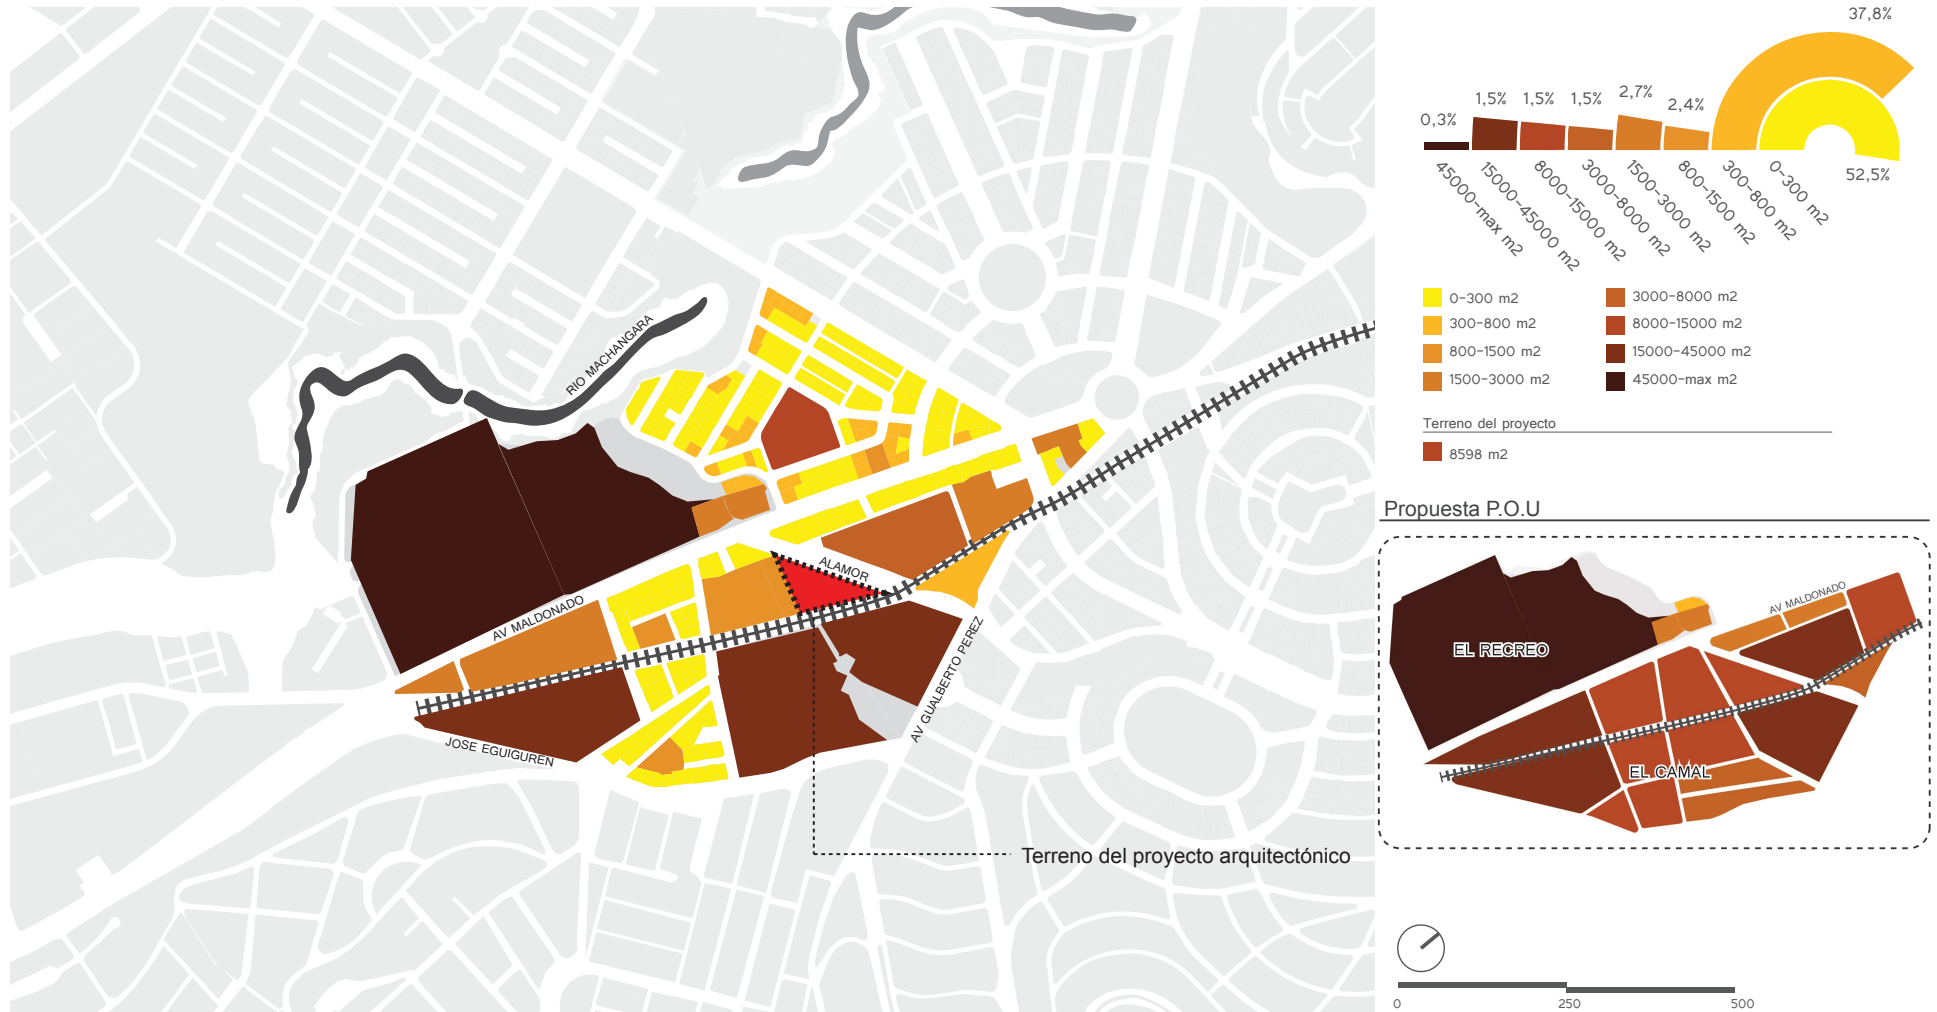 37,8%
1,5%
1,5%
1,5%
2,7%
2,4%
0,3%
52,5%
45000-max m2
15000-45000 m2
8000-15000 m2
3000-8000 m2
1500-3000 m2
800-1500 m2
300-800 m2
0-300 m2
0-300 m2
300-800 m2
800-1500 m2
1500-3000 m2
3000-8000 m2
8000-15000 m2
15000-45000 m2
45000-max m2
Terreno del proyecto
8598 m2
Propuesta P.O.U
AV MALDONADO
EL RECREO
EL CAMAL
RIO MACHANGARA
ALAMOR
AV MALDONADO
AV GUALBERTO PEREZ
JOSE EGUIGUREN
Terreno del proyecto arquitectónico
0
250
500